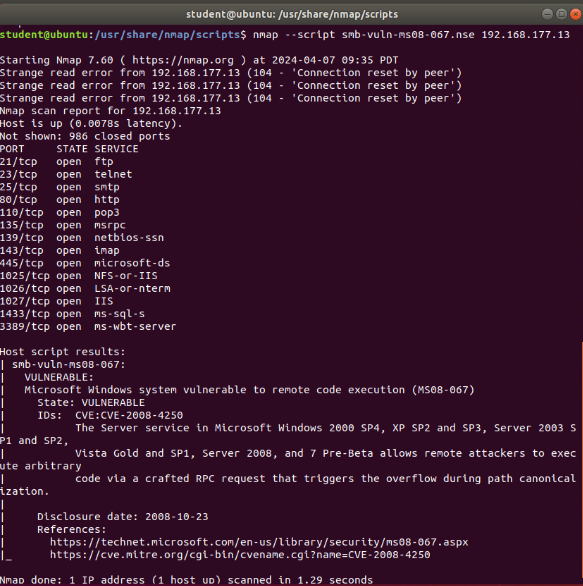 student@ubuntu: /usr/share/nmap/scripts
student@ubuntu:/usr/share/nmap/scripts$ nmap --script smb-vuln-ms08-067.nse 192.168.177.13
Starting Nmap 7.60 ( https://nmap.org ) at 2024-04-07 09:35 PDT
Strange read error from 192.168.177.13 (104 - 'Connection reset by peer')
Strange read error from 192.168.177.13 (104 - 'Connection reset by peer')
Strange read error from 192.168.177.13 (104 - 'Connection reset by peer')
Nmap scan report for 192.168.177.13
Host is up (0.0078s latency).
Not shown: 986 closed ports
PORT     STATE SERVICE
21/tcp   open  ftp
23/tcp   open  telnet
25/tcp   open  smtp
80/tcp   open  http
110/tcp  open  pop3
135/tcp  open  msrpc
139/tcp  open  netbios-ssn
143/tcp  open  imap
445/tcp  open  microsoft-ds
1025/tcp open  NFS-or-IIS
1026/tcp open  LSA-or-nterm
1027/tcp open  IIS
1433/tcp open  ms-sql-s
3389/tcp open  ms-wbt-server
Host script results:
| smb-vuln-ms08-067:
|   VULNERABLE:
|   Microsoft Windows system vulnerable to remote code execution (MS08-067)
|     State: VULNERABLE
|     IDs:  CVE:CVE-2008-4250
|           The Server service in Microsoft Windows 2000 SP4, XP SP2 and SP3, Server 2003 S
P1 and SP2,
|           Vista Gold and SP1, Server 2008, and 7 Pre-Beta allows remote attackers to exec
ute arbitrary
|           code via a crafted RPC request that triggers the overflow during path canonical
ization.
|
|     Disclosure date: 2008-10-23
|     References:
|       https://technet.microsoft.com/en-us/library/security/ms08-067.aspx
|_      https://cve.mitre.org/cgi-bin/cvename.cgi?name=CVE-2008-4250
Nmap done: 1 IP address (1 host up) scanned in 1.29 seconds